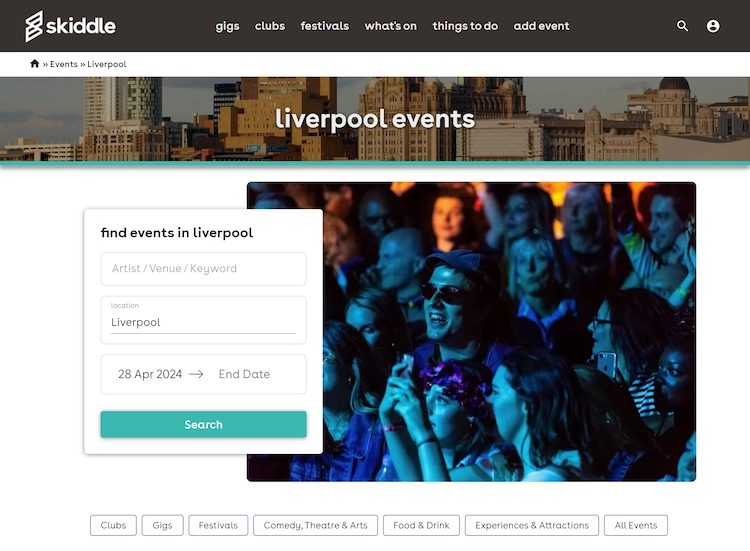 skiddle
gigs clubs festivals what's on things to do add event
» Events » Liverpool
liverpool events
find events in liverpool
Artist / Venue / Keyword
location
Liverpool
28 Apr 2024 → End Date
Search
Clubs Gigs Festivals Comedy, Theatre & Arts Food & Drink Experiences & Attractions All Events